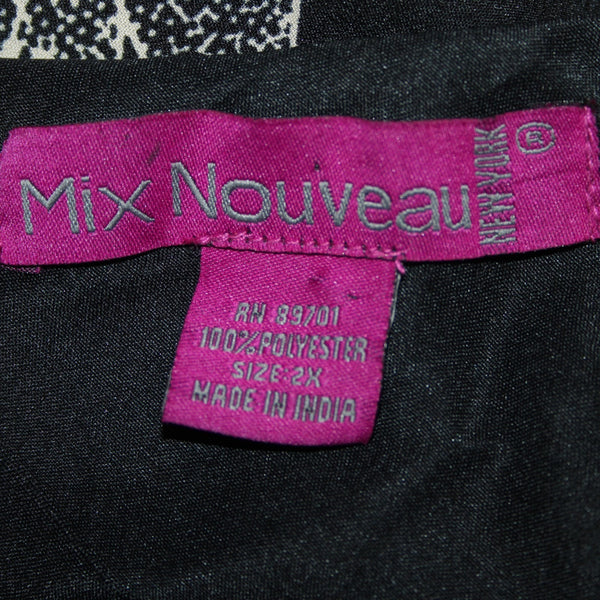 Mix Nouveau NEW YORK ®
RN 89701
100% POLYESTER
SIZE: 2X
MADE IN INDIA